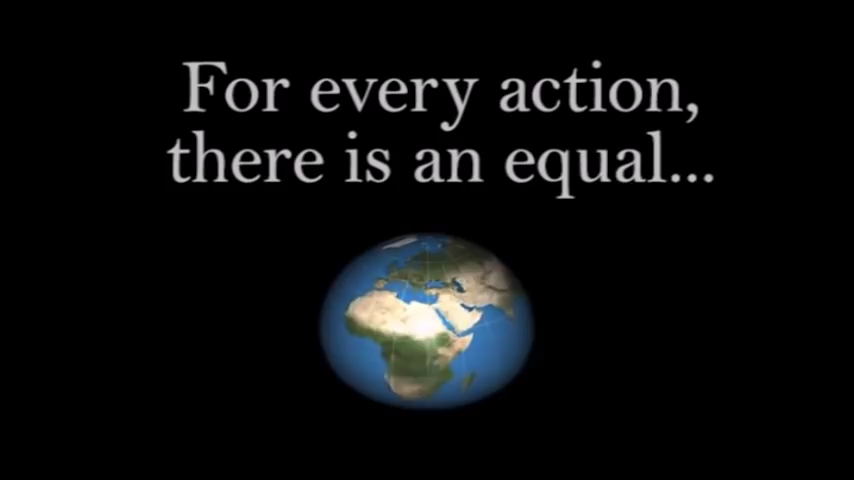 For every action,
there is an equal...